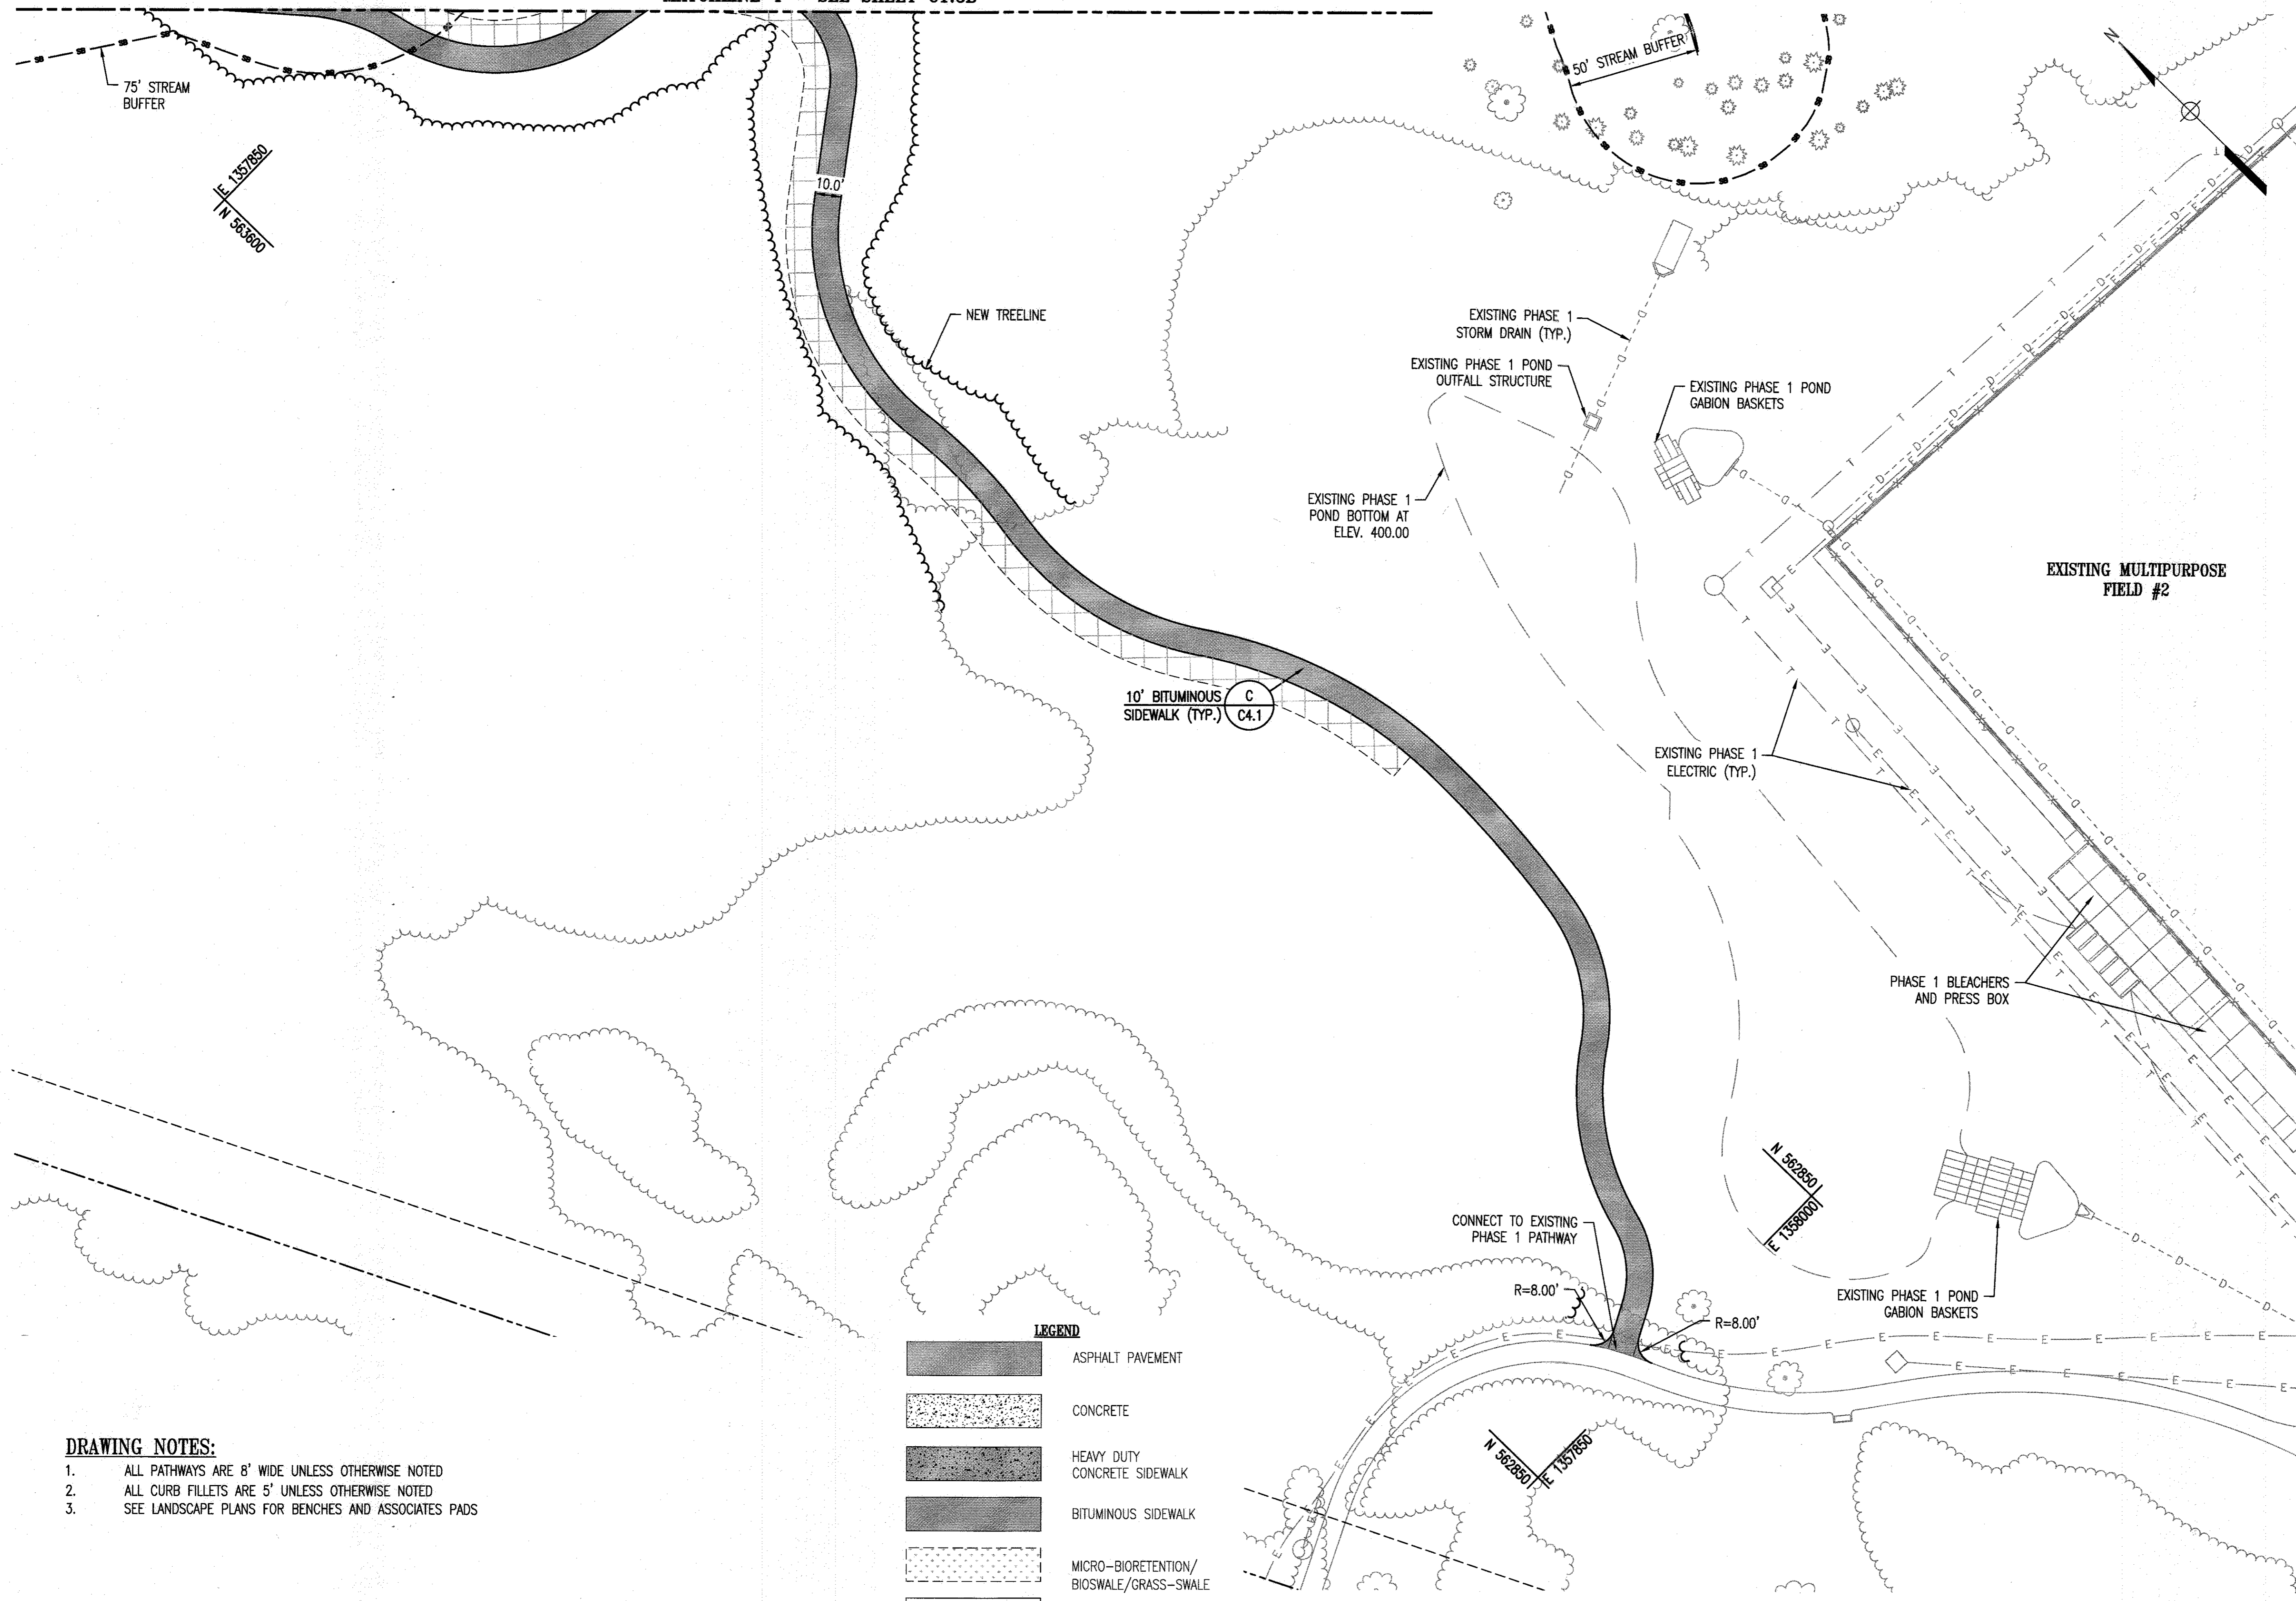 75' STREAM
BUFFER
50' STREAM BUFFER
N
E 1357850
N 563600
10.0'
NEW TREELINE
EXISTING PHASE 1
STORM DRAIN (TYP.)
EXISTING PHASE 1 POND
OUTFALL STRUCTURE
EXISTING PHASE 1 POND
GABION BASKETS
EXISTING PHASE 1
POND BOTTOM AT
ELEV. 400.00
EXISTING MULTIPURPOSE
FIELD #2
10' BITUMINOUS
SIDEWALK (TYP.)
C
C4.1
EXISTING PHASE 1
ELECTRIC (TYP.)
PHASE 1 BLEACHERS
AND PRESS BOX
N 562850
E 1358000
CONNECT TO EXISTING
PHASE 1 PATHWAY
R=8.00'
R=8.00'
EXISTING PHASE 1 POND
GABION BASKETS
N 562850
E 1357850
LEGEND
ASPHALT PAVEMENT
CONCRETE
HEAVY DUTY
CONCRETE SIDEWALK
BITUMINOUS SIDEWALK
MICRO-BIORETENTION/
BIOSWALE/GRASS-SWALE
DRAWING NOTES:
1. ALL PATHWAYS ARE 8' WIDE UNLESS OTHERWISE NOTED
2. ALL CURB FILLETS ARE 5' UNLESS OTHERWISE NOTED
3. SEE LANDSCAPE PLANS FOR BENCHES AND ASSOCIATES PADS